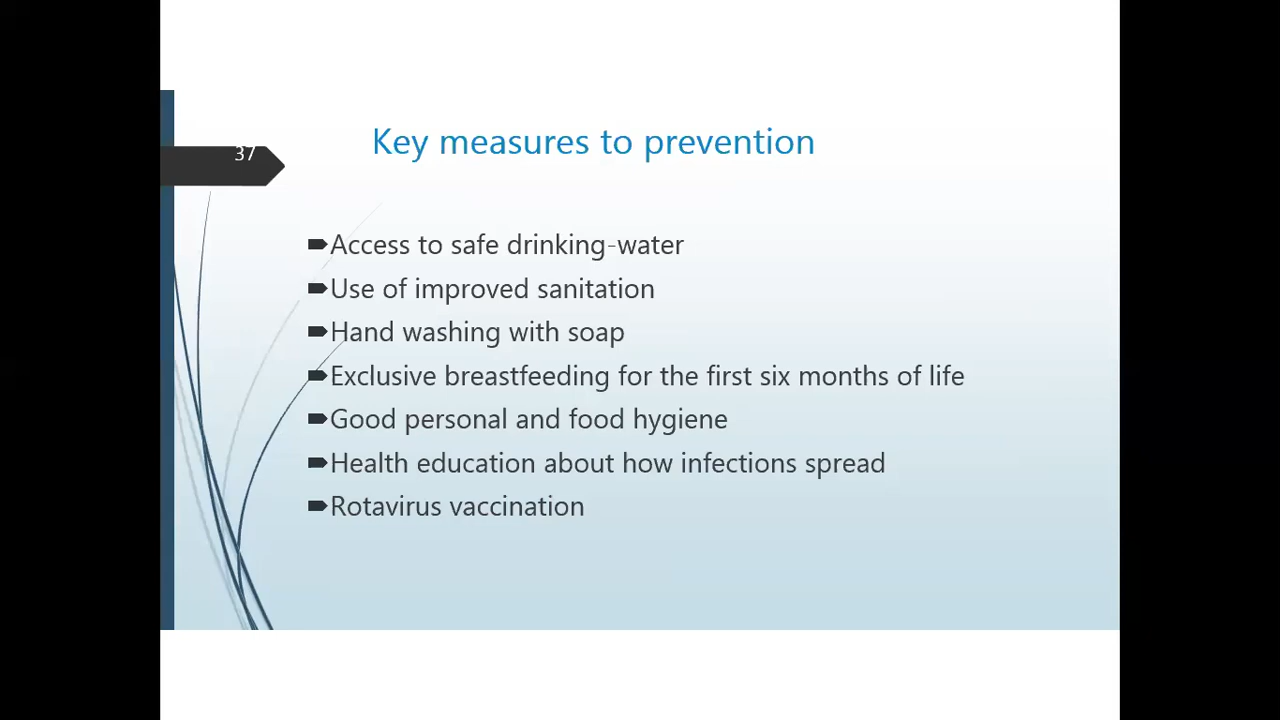 37
Key measures to prevention
Access to safe drinking-water
Use of improved sanitation
Hand washing with soap
Exclusive breastfeeding for the first six months of life
Good personal and food hygiene
Health education about how infections spread
Rotavirus vaccination